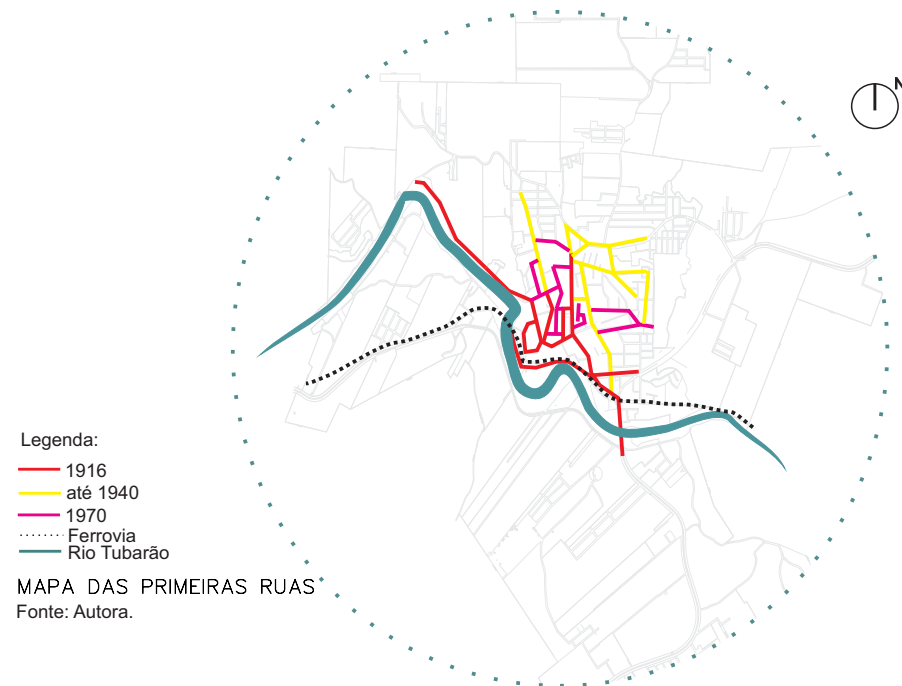 N
Legenda:
1916
até 1940
1970
Ferrovia
Rio Tubarão
MAPA DAS PRIMEIRAS RUAS
Fonte: Autora.